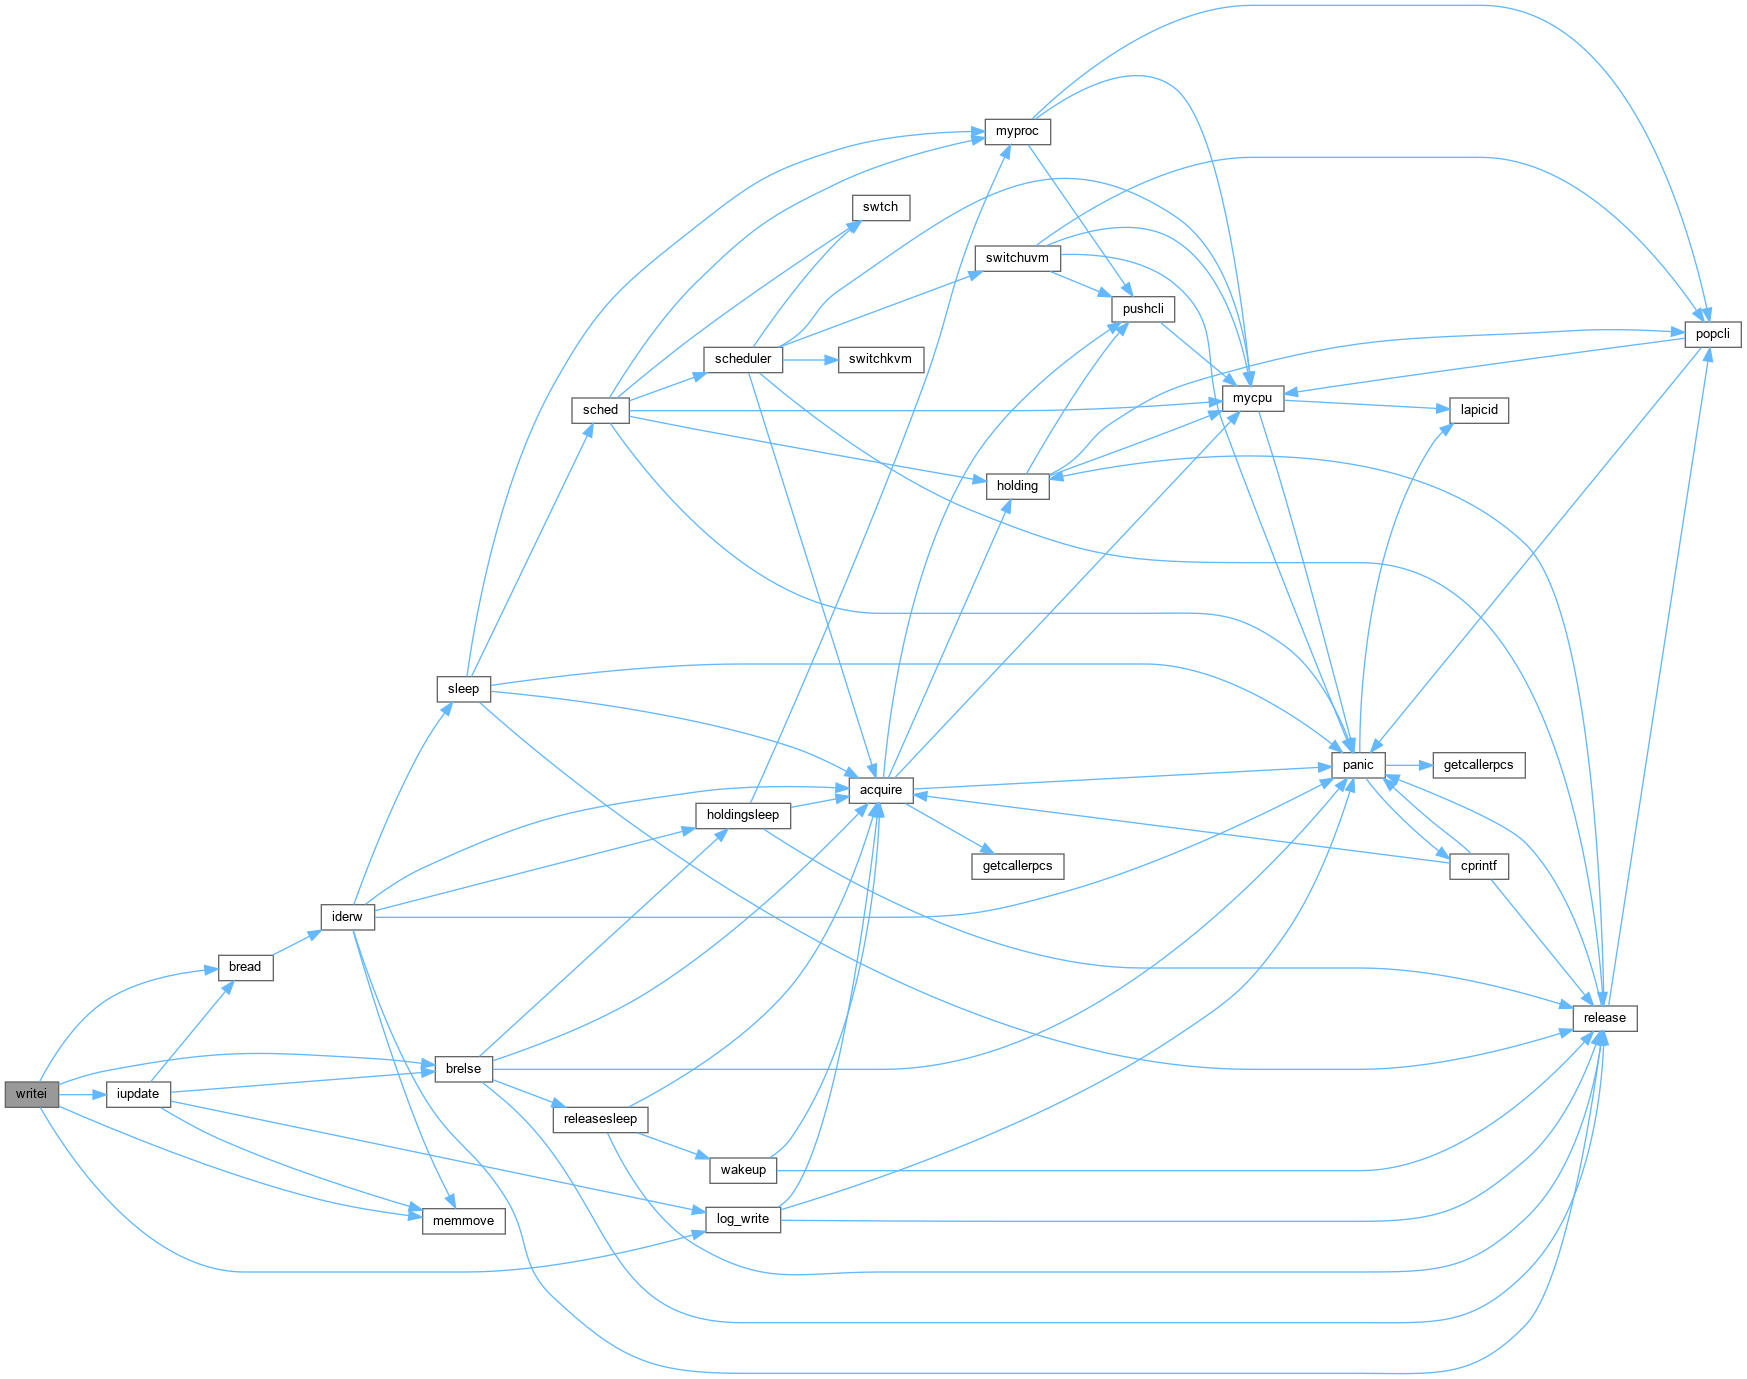 myproc
swtch
switchuvm
pushcli
popcli
scheduler
switchkvm
mycpu
sched
lapicid
holding
sleep
panic
getcallerpcs
acquire
holdingsleep
getcallerpcs
cprintf
iderw
bread
release
brelse
writei
iupdate
releasesleep
wakeup
log_write
memmove